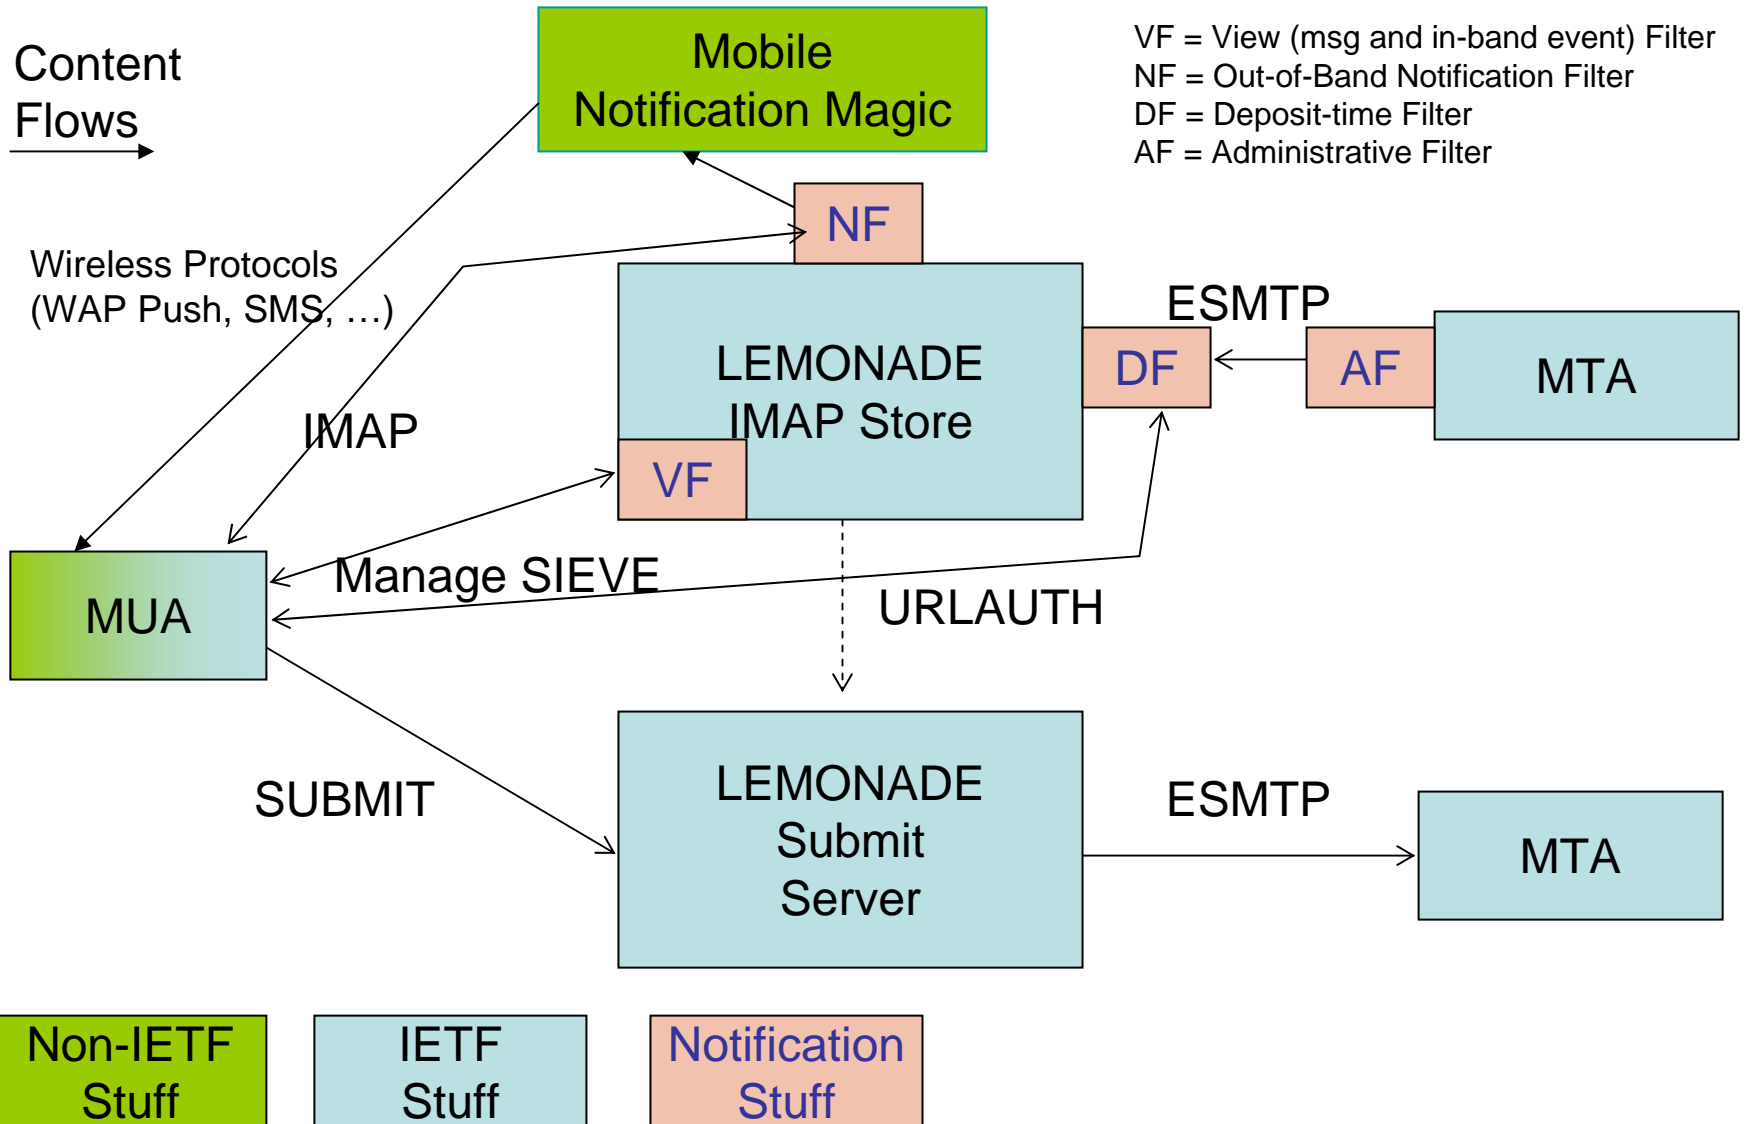 Content
Flows
Mobile
Notification Magic
VF = View (msg and in-band event) Filter
NF = Out-of-Band Notification Filter
DF = Deposit-time Filter
AF = Administrative Filter
NF
Wireless Protocols
(WAP Push, SMS, …)
ESMTP
LEMONADE
IMAP Store
DF
AF
MTA
IMAP
VF
Manage SIEVE
MUA
URLAUTH
SUBMIT
LEMONADE
Submit
Server
ESMTP
MTA
Non-IETF
Stuff
IETF
Stuff
Notification
Stuff